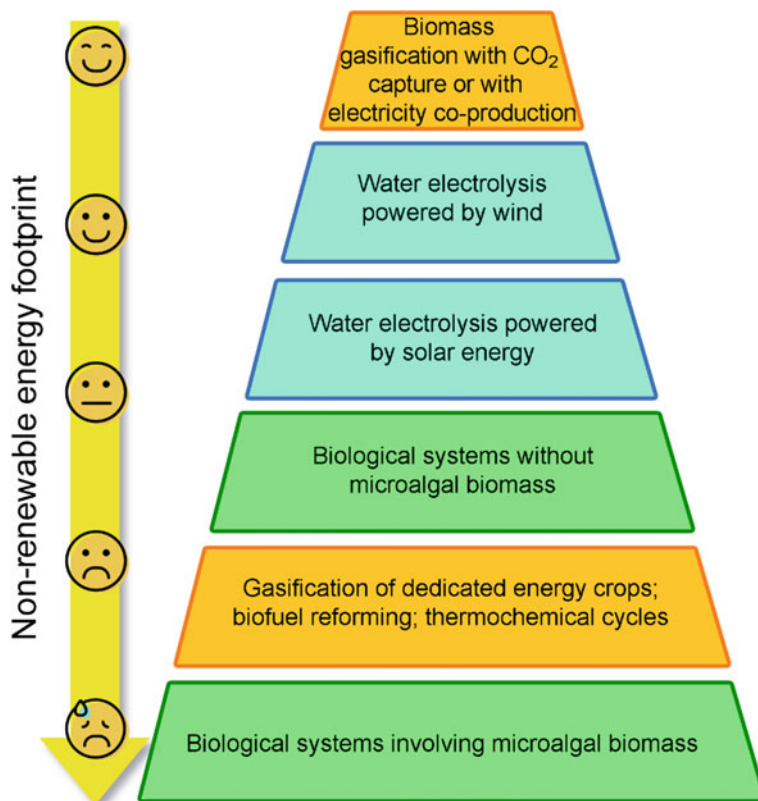 Non-renewable energy footprint
Biomass
gasification with CO₂
capture or with
electricity co-production
Water electrolysis
powered by wind
Water electrolysis powered
by solar energy
Biological systems without
microalgal biomass
Gasification of dedicated energy crops;
biofuel reforming; thermochemical cycles
Biological systems involving microalgal biomass